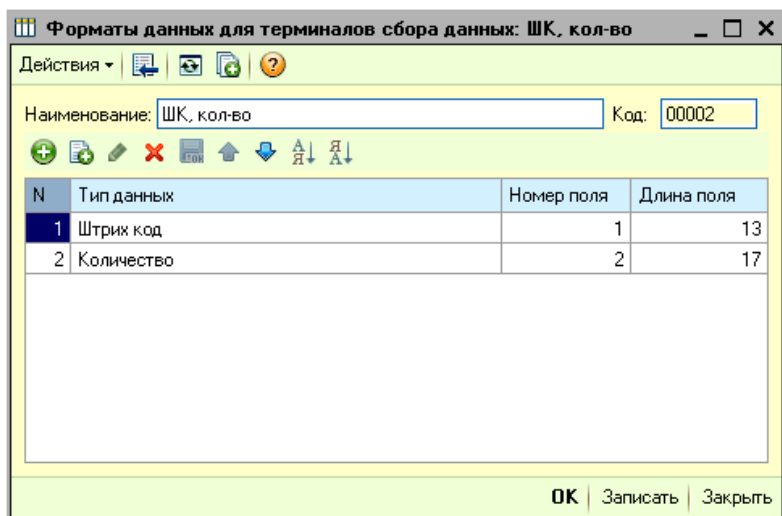 Форматы данных для терминалов сбора данных: ШК, кол-во
Действия
Наименование: ШК, кол-во Код: 00002
N Тип данных Номер поля Длина поля
1 Штрих код 1 13
2 Количество 2 17
OK Записать Закрыть